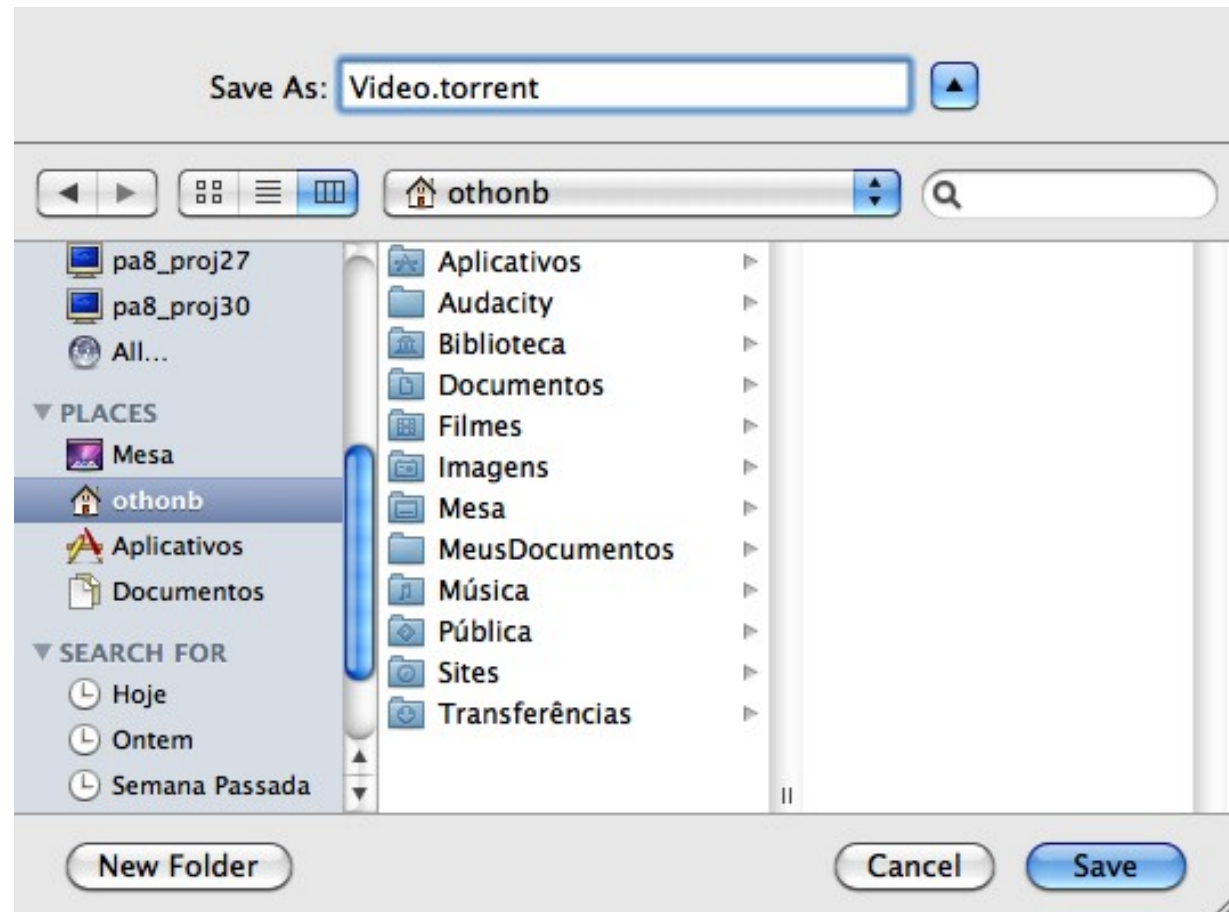 Save As: Video.torrent
othonb
pa8_proj27
pa8_proj30
All...
PLACES
Mesa
othonb
Aplicativos
Documentos
SEARCH FOR
Hoje
Ontem
Semana Passada
Aplicativos
Audacity
Biblioteca
Documentos
Filmes
Imagens
Mesa
MeusDocumentos
Música
Pública
Sites
Transferências
New Folder
Cancel
Save